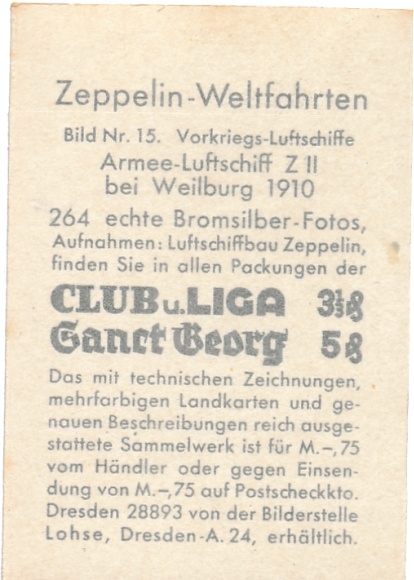 Zeppelin-Weltfahrten
Bild Nr. 15. Vorkriegs-Luftschiffe
Armee-Luftschiff Z II
bei Weilburg 1910
264 echte Bromsilber-Fotos,
Aufnahmen: Luftschiffbau Zeppelin,
finden Sie in allen Packungen der
CLUB u. LIGA 3⅓ ₰
Sanct Georg 5 ₰
Das mit technischen Zeichnungen,
mehrfarbigen Landkarten und ge-
nauen Beschreibungen reich ausge-
stattete Sammelwerk ist für M.–,75
vom Händler oder gegen Einsen-
dung von M.–,75 auf Postscheckkto.
Dresden 28893 von der Bilderstelle
Lohse, Dresden-A. 24, erhältlich.